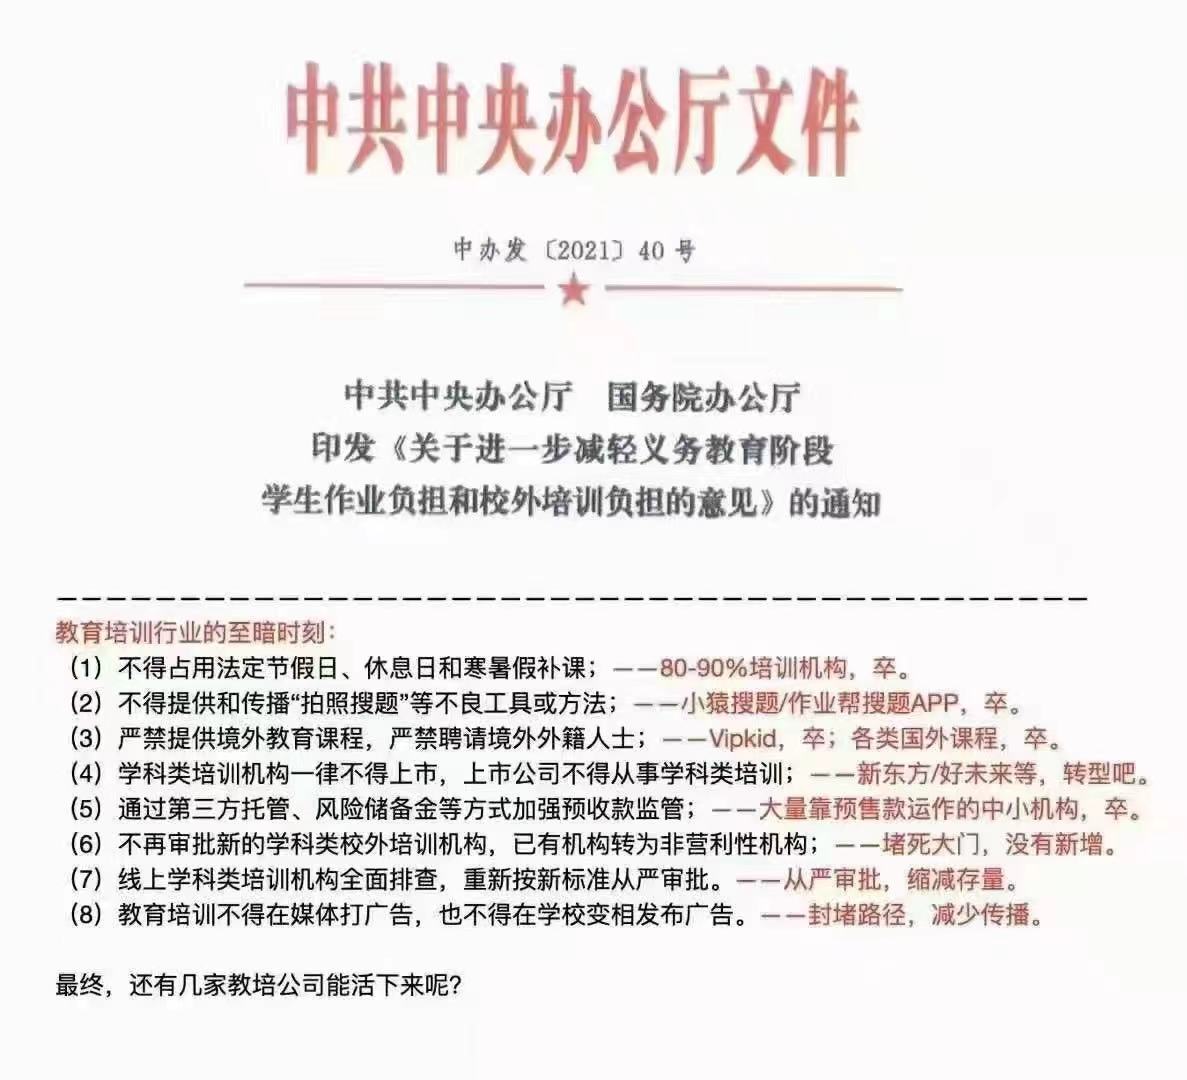 中共中央办公厅文件
中办发〔2021〕40 号
中共中央办公厅　国务院办公厅
印发《关于进一步减轻义务教育阶段
学生作业负担和校外培训负担的意见》的通知
教育培训行业的至暗时刻：
（1）不得占用法定节假日、休息日和寒暑假补课；——80-90%培训机构，卒。
（2）不得提供和传播“拍照搜题”等不良工具或方法；——小猿搜题/作业帮搜题APP，卒。
（3）严禁提供境外教育课程，严禁聘请境外外籍人士；——Vipkid，卒；各类国外课程，卒。
（4）学科类培训机构一律不得上市，上市公司不得从事学科类培训；——新东方/好未来等，转型吧。
（5）通过第三方托管、风险储备金等方式加强预收款监管；——大量靠预售款运作的中小机构，卒。
（6）不再审批新的学科类校外培训机构，已有机构转为非营利性机构；——堵死大门，没有新增。
（7）线上学科类培训机构全面排查，重新按新标准从严审批。——从严审批，缩减存量。
（8）教育培训不得在媒体打广告，也不得在学校变相发布广告。——封堵路径，减少传播。
最终，还有几家教培公司能活下来呢？